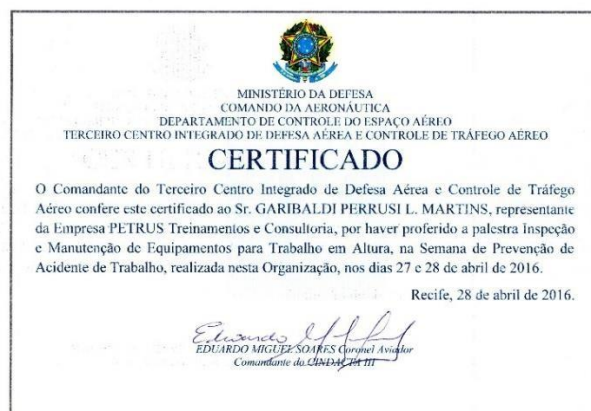 MINISTÉRIO DA DEFESA
COMANDO DA AERONÁUTICA
DEPARTAMENTO DE CONTROLE DO ESPAÇO AÉREO
TERCEIRO CENTRO INTEGRADO DE DEFESA AÉREA E CONTROLE DE TRÁFEGO AÉREO
CERTIFICADO
O Comandante do Terceiro Centro Integrado de Defesa Aérea e Controle de Tráfego
Aéreo confere este certificado ao Sr. GARIBALDI PERRUSI L. MARTINS, representante
da Empresa PETRUS Treinamentos e Consultoria, por haver proferido a palestra Inspeção
e Manutenção de Equipamentos para Trabalho em Altura, na Semana de Prevenção de
Acidente de Trabalho, realizada nesta Organização, nos dias 27 e 28 de abril de 2016.
Recife, 28 de abril de 2016.
EDUARDO MIGUEL SOARES Coronel Aviador
Comandante do CINDACTA III